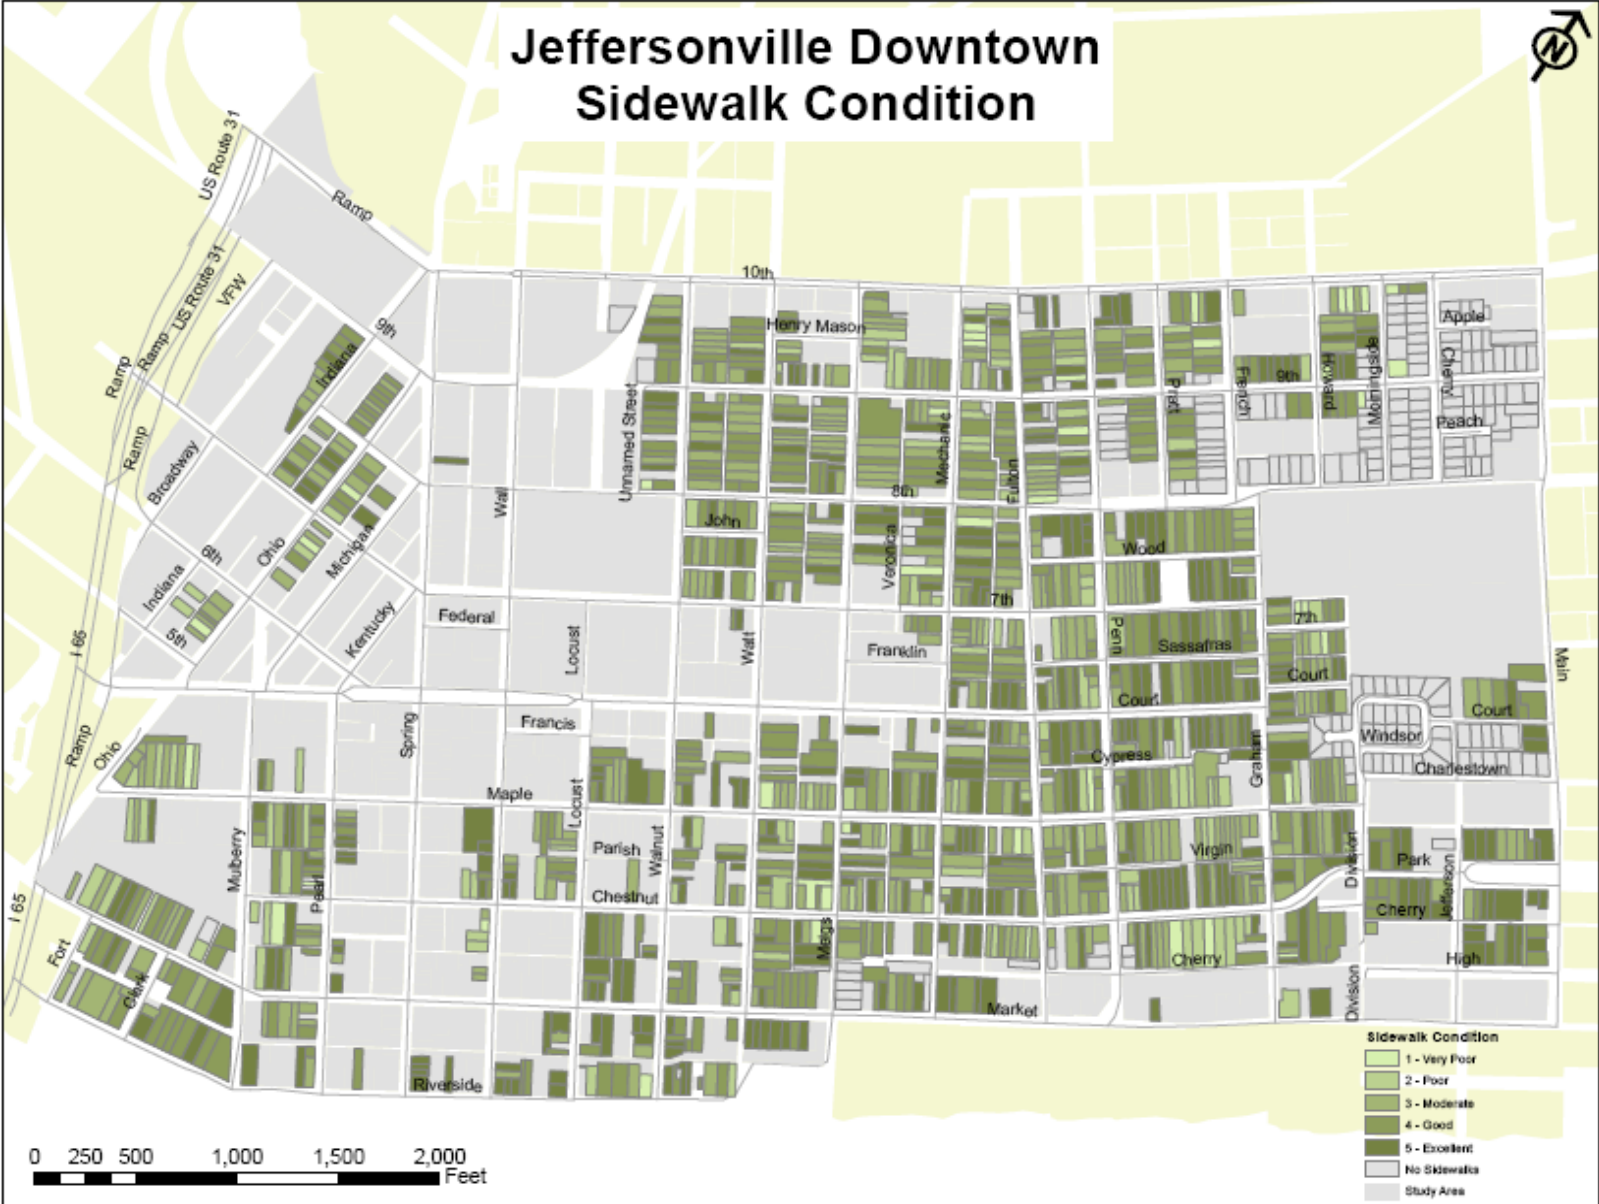 Jeffersonville Downtown
Sidewalk Condition
N
US Route 31
Ramp
US Route 31
VFW
10th
Ramp
Ramp
Ramp
9th
Indiana
Henry Mason
Apple
Unnamed Street
9th
Pratt
French
Howard
Morningside
Cherry
Peach
Broadway
Wall
Mechanic
Fulton
8th
John
Veronica
Wood
Ohio
Michigan
6th
Indiana
5th
Kentucky
Federal
Locust
Watt
Franklin
7th
Penn
Sassafras
7th
Court
Court
Main
I 65
Ramp
Ohio
Spring
Francis
Cypress
Graham
Windsor
Court
Charlestown
Maple
Locust
Mulberry
Pearl
Parish
Walnut
Chestnut
Virgin
Division
Park
Jefferson
Cherry
I 65
Fort
Clark
Meigs
Cherry
High
Market
Division
Riverside
Sidewalk Condition
1 - Very Poor
2 - Poor
3 - Moderate
4 - Good
5 - Excellent
No Sidewalks
Study Area
0 250 500 1,000 1,500 2,000
Feet